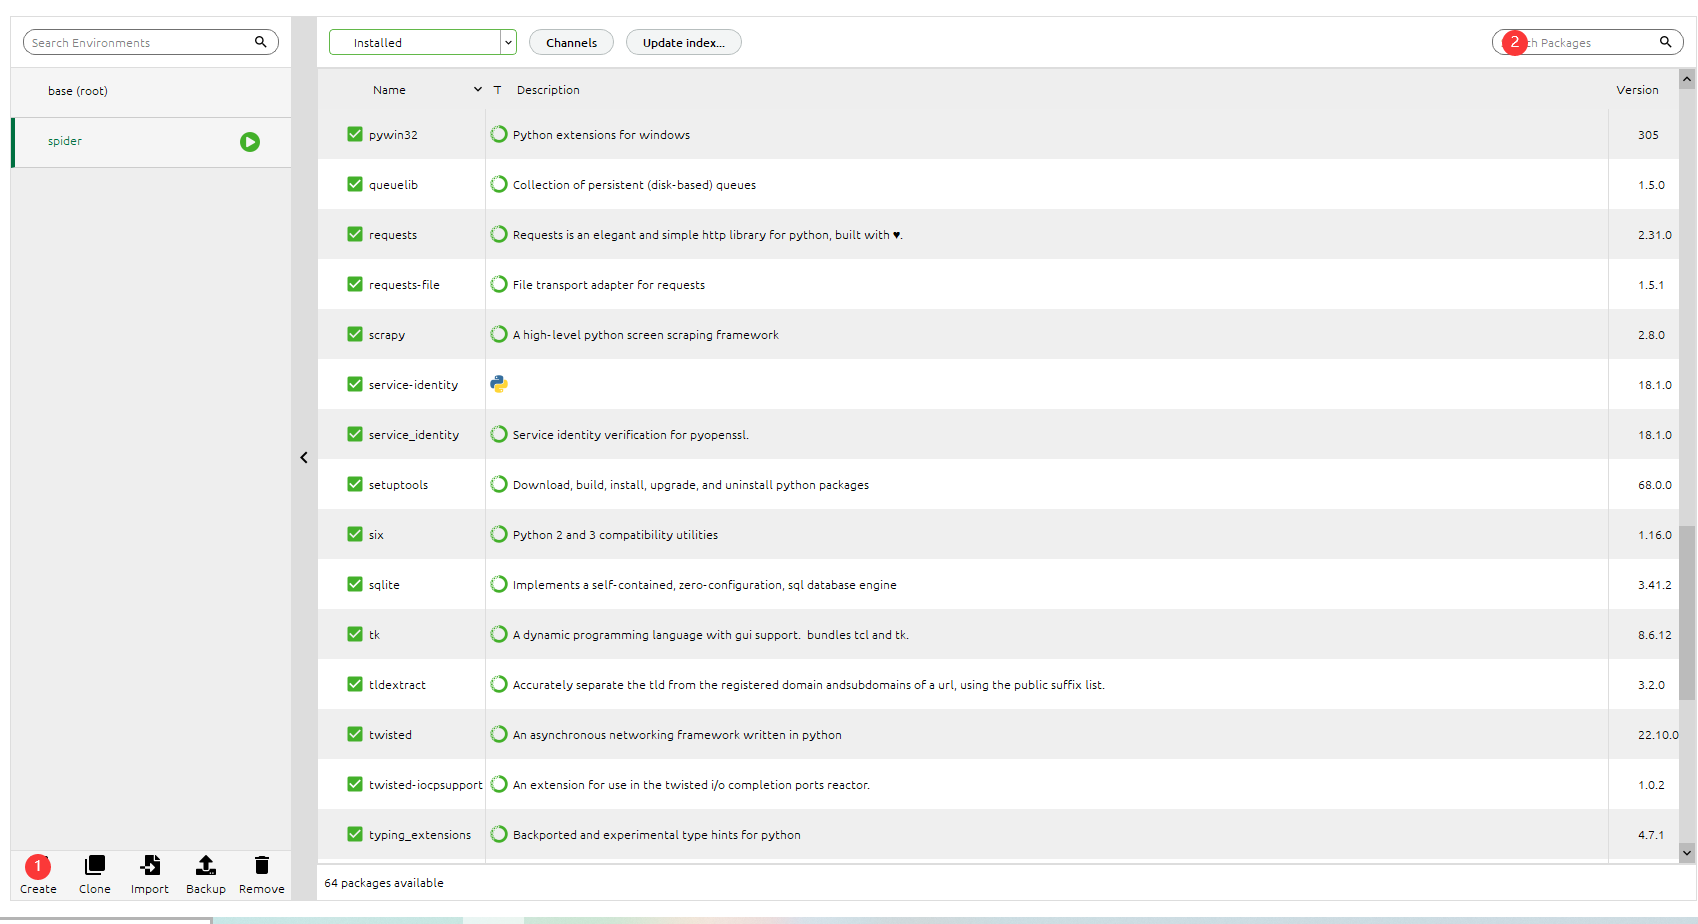 Search Environments
Installed
Channels
Update index...
2
ch Packages
base (root)
spider
Name T Description Version
pywin32 Python extensions for windows 305
queuelib Collection of persistent (disk-based) queues 1.5.0
requests Requests is an elegant and simple http library for python, built with ♥. 2.31.0
requests-file File transport adapter for requests 1.5.1
scrapy A high-level python screen scraping framework 2.8.0
service-identity 18.1.0
service_identity Service identity verification for pyopenssl. 18.1.0
setuptools Download, build, install, upgrade, and uninstall python packages 68.0.0
six Python 2 and 3 compatibility utilities 1.16.0
sqlite Implements a self-contained, zero-configuration, sql database engine 3.41.2
tk A dynamic programming language with gui support.  bundles tcl and tk. 8.6.12
tldextract Accurately separate the tld from the registered domain andsubdomains of a url, using the public suffix list. 3.2.0
twisted An asynchronous networking framework written in python 22.10.0
twisted-iocpsupport An extension for use in the twisted i/o completion ports reactor. 1.0.2
typing_extensions Backported and experimental type hints for python 4.7.1
1
Create Clone Import Backup Remove
64 packages available